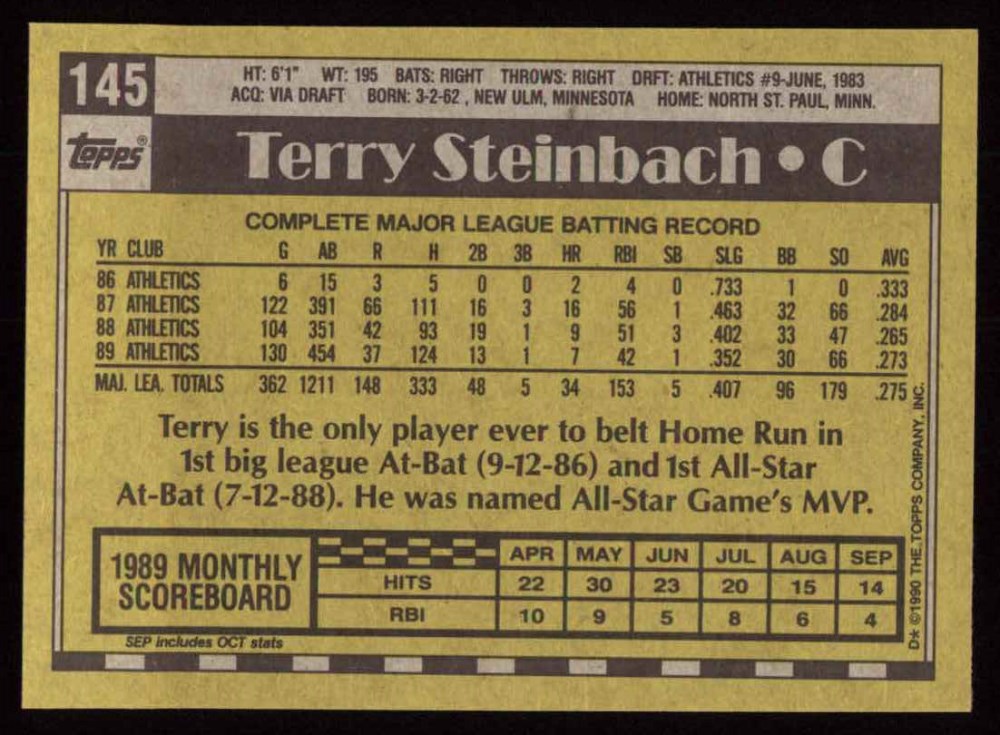 145
HT: 6'1" WT: 195 BATS: RIGHT THROWS: RIGHT DRFT: ATHLETICS #9-JUNE, 1983
ACQ: VIA DRAFT BORN: 3-2-62 , NEW ULM, MINNESOTA HOME: NORTH ST. PAUL, MINN.
Topps®
Terry Steinbach • C
COMPLETE MAJOR LEAGUE BATTING RECORD
YR CLUB G AB R H 2B 3B HR RBI SB SLG BB SO AVG
86 ATHLETICS 6 15 3 5 0 0 2 4 0 .733 1 0 .333
87 ATHLETICS 122 391 66 111 16 3 16 56 1 .463 32 66 .284
88 ATHLETICS 104 351 42 93 19 1 9 51 3 .402 33 47 .265
89 ATHLETICS 130 454 37 124 13 1 7 42 1 .352 30 66 .273
MAJ. LEA. TOTALS 362 1211 148 333 48 5 34 153 5 .407 96 179 .275
Terry is the only player ever to belt Home Run in
1st big league At-Bat (9-12-86) and 1st All-Star
At-Bat (7-12-88). He was named All-Star Game's MVP.
1989 MONTHLY
SCOREBOARD
APR MAY JUN JUL AUG SEP
HITS 22 30 23 20 15 14
RBI 10 9 5 8 6 4
SEP includes OCT stats
D* ©1990 THE TOPPS COMPANY, INC.